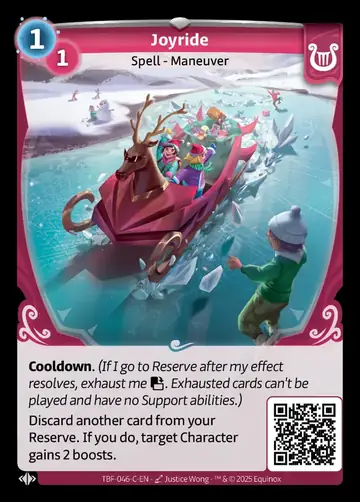 1
1
Joyride
Spell - Maneuver
Cooldown. (If I go to Reserve after my effect
resolves, exhaust me . Exhausted cards can't be
played and have no Support abilities.)
Discard another card from your
Reserve. If you do, target Character
gains 2 boosts.
TBF-046-C-EN - Justice Wong - ™ & © 2025 Equinox